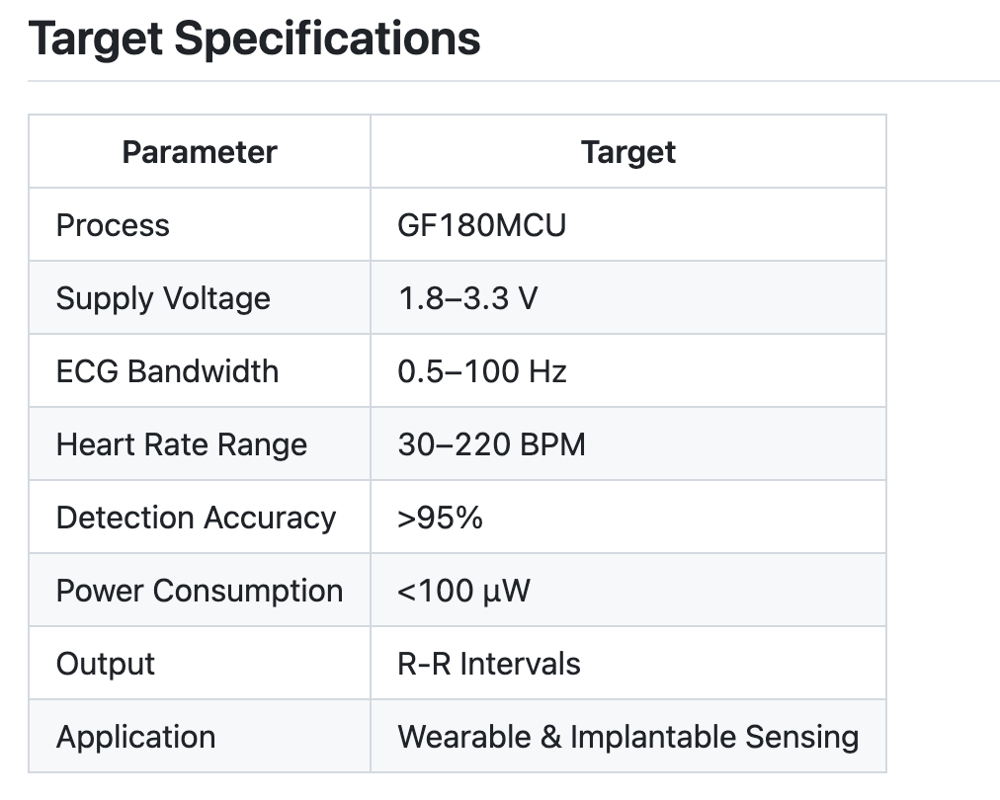 Target Specifications
Parameter Target
Process GF180MCU
Supply Voltage 1.8–3.3 V
ECG Bandwidth 0.5–100 Hz
Heart Rate Range 30–220 BPM
Detection Accuracy >95%
Power Consumption <100 μW
Output R-R Intervals
Application Wearable & Implantable Sensing